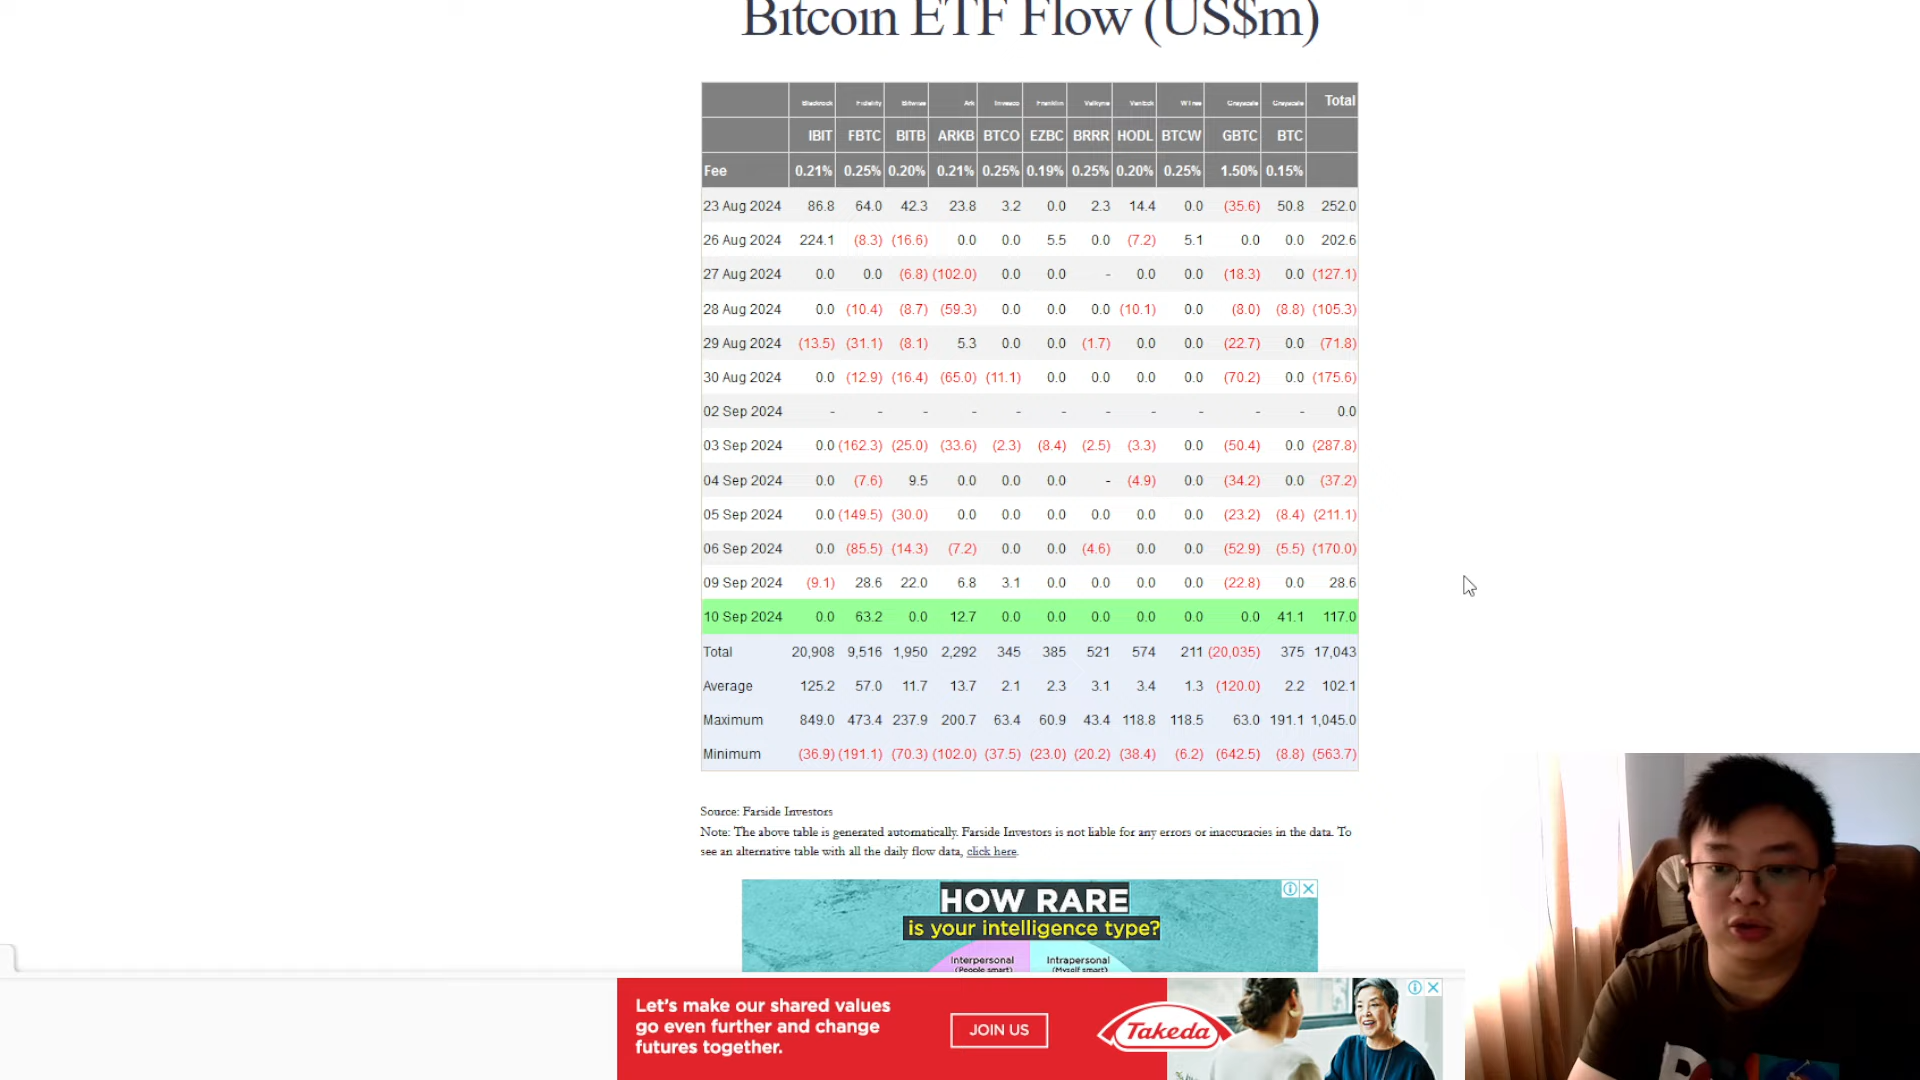 Bitcoin ETF Flow (US$m)
Blackrock Fidelity Bitwise Ark Invesco Franklin Valkyrie VanEck WTree Grayscale Grayscale Total
IBIT FBTC BITB ARKB BTCO EZBC BRRR HODL BTCW GBTC BTC
Fee 0.21% 0.25% 0.20% 0.21% 0.25% 0.19% 0.25% 0.20% 0.25% 1.50% 0.15%
23 Aug 2024 86.8 64.0 42.3 23.8 3.2 0.0 2.3 14.4 0.0 (35.6) 50.8 252.0
26 Aug 2024 224.1 (8.3) (16.6) 0.0 0.0 5.5 0.0 (7.2) 5.1 0.0 0.0 202.6
27 Aug 2024 0.0 0.0 (6.8) (102.0) 0.0 0.0 - 0.0 0.0 (18.3) 0.0 (127.1)
28 Aug 2024 0.0 (10.4) (8.7) (59.3) 0.0 0.0 0.0 (10.1) 0.0 (8.0) (8.8) (105.3)
29 Aug 2024 (13.5) (31.1) (8.1) 5.3 0.0 0.0 (1.7) 0.0 0.0 (22.7) 0.0 (71.8)
30 Aug 2024 0.0 (12.9) (16.4) (65.0) (11.1) 0.0 0.0 0.0 0.0 (70.2) 0.0 (175.6)
02 Sep 2024 - - - - - - - - - - - 0.0
03 Sep 2024 0.0 (162.3) (25.0) (33.6) (2.3) (8.4) (2.5) (3.3) 0.0 (50.4) 0.0 (287.8)
04 Sep 2024 0.0 (7.6) 9.5 0.0 0.0 0.0 - (4.9) 0.0 (34.2) 0.0 (37.2)
05 Sep 2024 0.0 (149.5) (30.0) 0.0 0.0 0.0 0.0 0.0 0.0 (23.2) (8.4) (211.1)
06 Sep 2024 0.0 (85.5) (14.3) (7.2) 0.0 0.0 (4.6) 0.0 0.0 (52.9) (5.5) (170.0)
09 Sep 2024 (9.1) 28.6 22.0 6.8 3.1 0.0 0.0 0.0 0.0 (22.8) 0.0 28.6
10 Sep 2024 0.0 63.2 0.0 12.7 0.0 0.0 0.0 0.0 0.0 0.0 41.1 117.0
Total 20,908 9,516 1,950 2,292 345 385 521 574 211 (20,035) 375 17,043
Average 125.2 57.0 11.7 13.7 2.1 2.3 3.1 3.4 1.3 (120.0) 2.2 102.1
Maximum 849.0 473.4 237.9 200.7 63.4 60.9 43.4 118.8 118.5 63.0 191.1 1,045.0
Minimum (36.9) (191.1) (70.3) (102.0) (37.5) (23.0) (20.2) (38.4) (6.2) (642.5) (8.8) (563.7)
Source: Farside Investors
Note: The above table is generated automatically. Farside Investors is not liable for any errors or inaccuracies in the data. To
see an alternative table with all the daily flow data, click here.
HOW RARE
is your intelligence type?
Interpersonal Intrapersonal
(People smart) (Myself smart)
Let's make our shared values
go even further and change
futures together.
JOIN US
Takeda